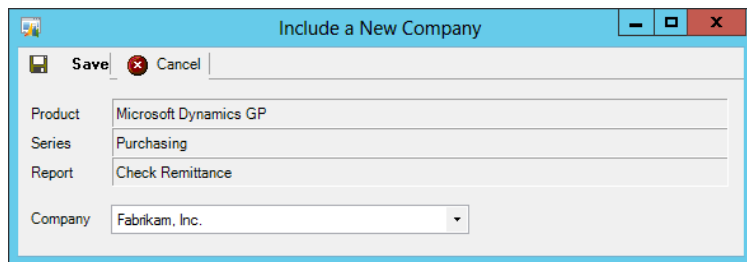 Include a New Company
Save Cancel
Product Microsoft Dynamics GP
Series Purchasing
Report Check Remittance
Company Fabrikam, Inc.